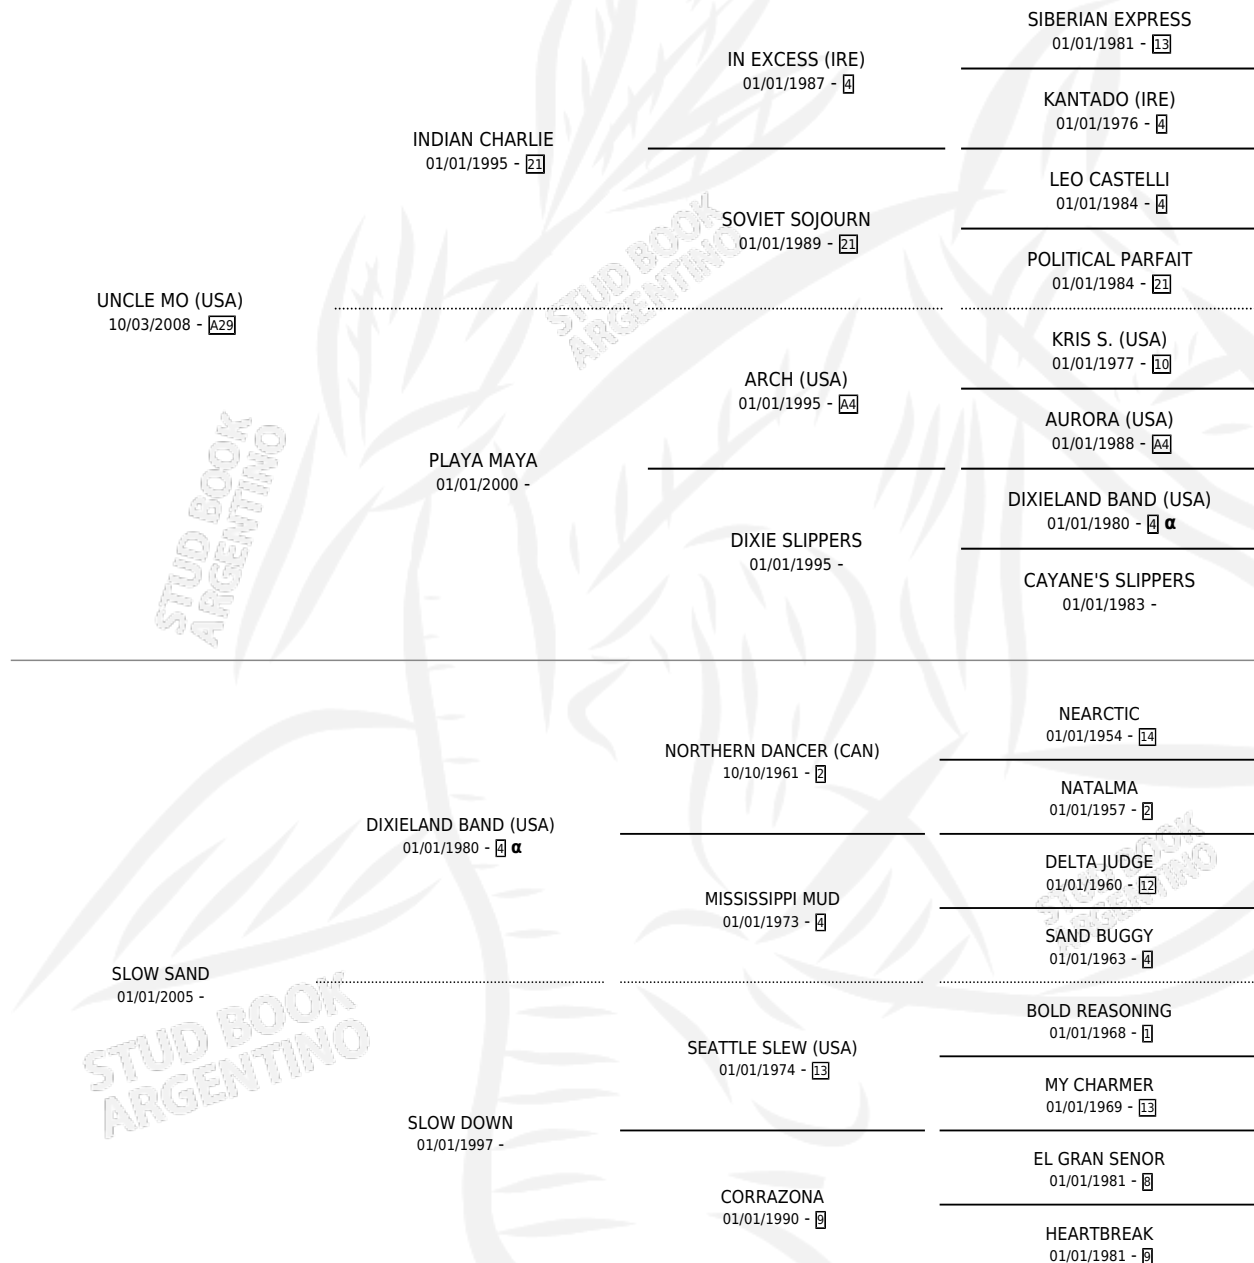 SIBERIAN EXPRESS
01/01/1981 - 13
IN EXCESS (IRE)
01/01/1987 - 4
KANTADO (IRE)
01/01/1976 - 4
INDIAN CHARLIE
01/01/1995 - 21
LEO CASTELLI
01/01/1984 - 4
SOVIET SOJOURN
01/01/1989 - 21
POLITICAL PARFAIT
01/01/1984 - 21
UNCLE MO (USA)
10/03/2008 - A29
KRIS S. (USA)
01/01/1977 - 10
ARCH (USA)
01/01/1995 - A4
AURORA (USA)
01/01/1988 - A4
PLAYA MAYA
01/01/2000 -
DIXIELAND BAND (USA)
01/01/1980 - 4 α
DIXIE SLIPPERS
01/01/1995 -
CAYANE'S SLIPPERS
01/01/1983 -
NEARCTIC
01/01/1954 - 14
NORTHERN DANCER (CAN)
10/10/1961 - 2
NATALMA
01/01/1957 - 2
DIXIELAND BAND (USA)
01/01/1980 - 4 α
DELTA JUDGE
01/01/1960 - 12
MISSISSIPPI MUD
01/01/1973 - 4
SAND BUGGY
01/01/1963 - 4
SLOW SAND
01/01/2005 -
BOLD REASONING
01/01/1968 - 1
SEATTLE SLEW (USA)
01/01/1974 - 13
MY CHARMER
01/01/1969 - 13
SLOW DOWN
01/01/1997 -
EL GRAN SENOR
01/01/1981 - 8
CORRAZONA
01/01/1990 - 9
HEARTBREAK
01/01/1981 - 9
STUD BOOK
ARGENTINO
STUD BOOK
ARGENTINO
STUD BOOK
ARGENTINO
STUD BOOK
ARGENTINO